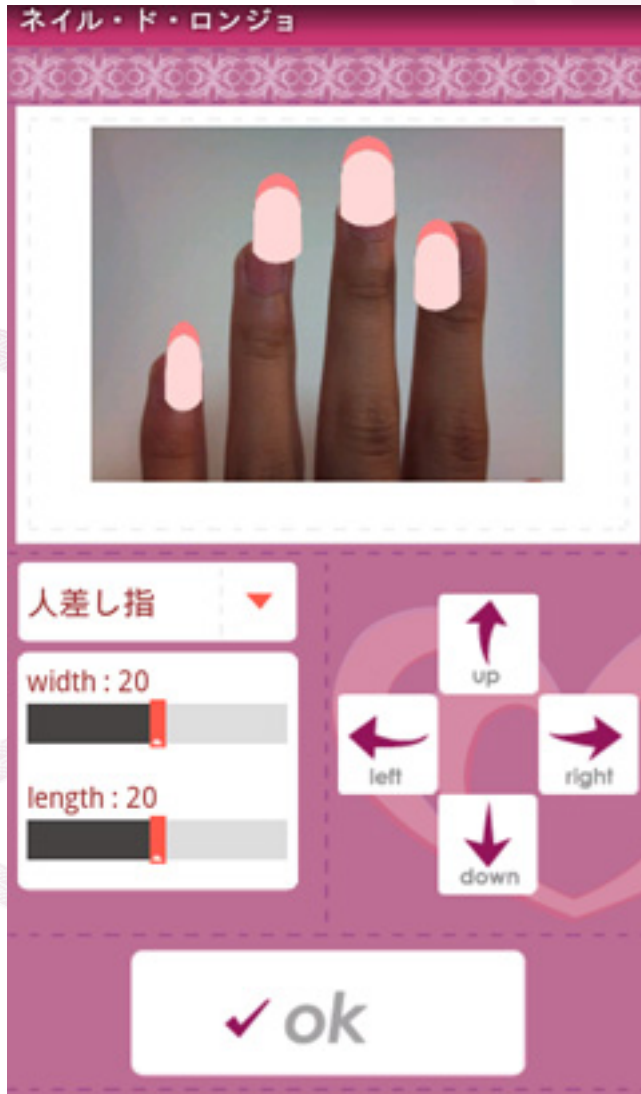 ネイル・ド・ロンジョ
人差し指
width : 20
length : 20
up
left
right
down
ok